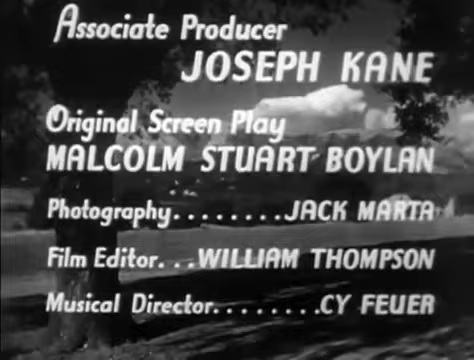 Associate Producer
JOSEPH KANE
Original Screen Play
MALCOLM STUART BOYLAN
Photography........JACK MARTA
Film Editor...WILLIAM THOMPSON
Musical Director........CY FEUER